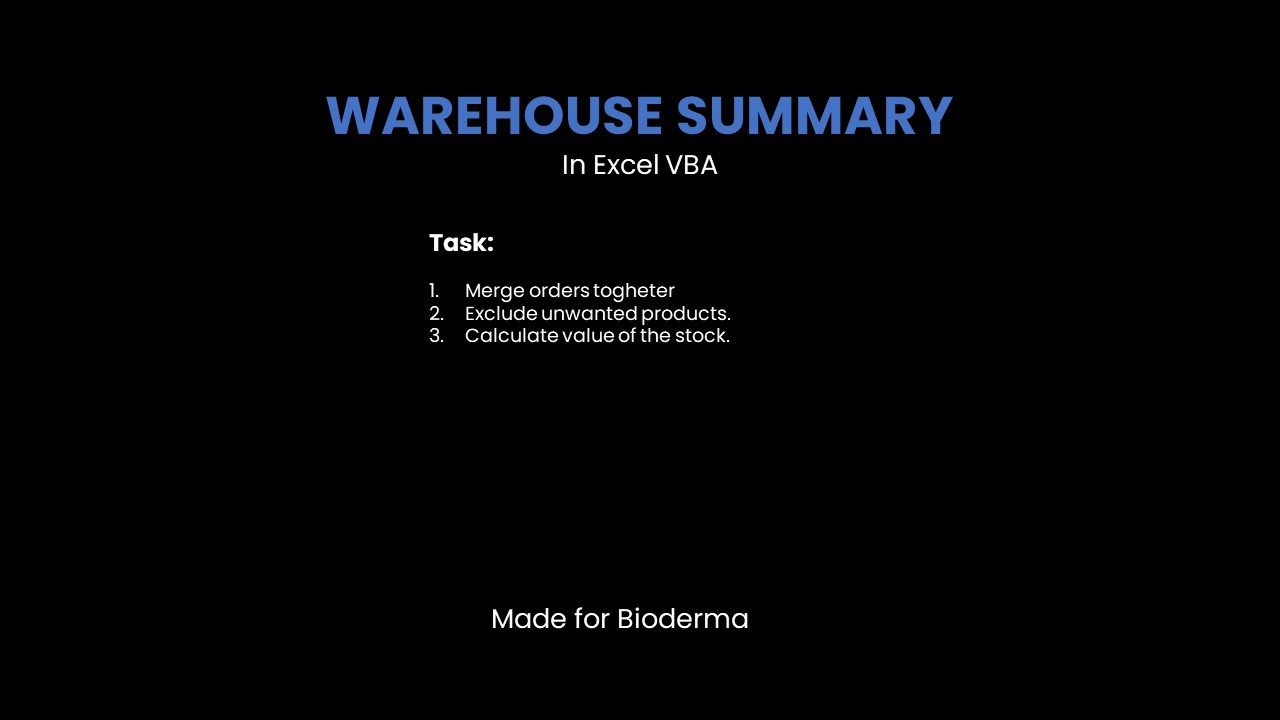 WAREHOUSE SUMMARY
In Excel VBA
Task:
1. Merge orders togheter
2. Exclude unwanted products.
3. Calculate value of the stock.
Made for Bioderma